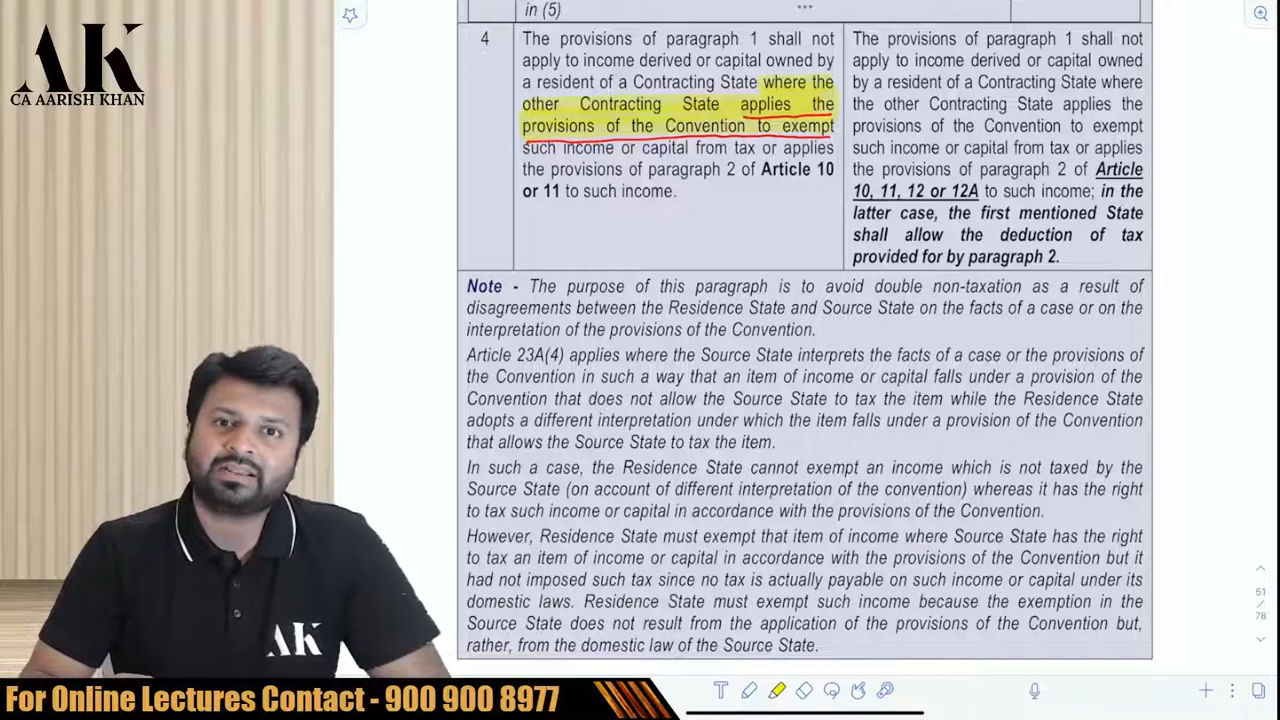 AK
CA AARISH KHAN
in (5)
4
The provisions of paragraph 1 shall not
apply to income derived or capital owned by
a resident of a Contracting State where the
other Contracting State applies the
provisions of the Convention to exempt
such income or capital from tax or applies
the provisions of paragraph 2 of Article 10
or 11 to such income.
The provisions of paragraph 1 shall not
apply to income derived or capital owned
by a resident of a Contracting State where
the other Contracting State applies the
provisions of the Convention to exempt
such income or capital from tax or applies
the provisions of paragraph 2 of Article
10, 11, 12 or 12A to such income; in the
latter case, the first mentioned State
shall allow the deduction of tax
provided for by paragraph 2.
Note - The purpose of this paragraph is to avoid double non-taxation as a result of
disagreements between the Residence State and Source State on the facts of a case or on the
interpretation of the provisions of the Convention.
Article 23A(4) applies where the Source State interprets the facts of a case or the provisions of
the Convention in such a way that an item of income or capital falls under a provision of the
Convention that does not allow the Source State to tax the item while the Residence State
adopts a different interpretation under which the item falls under a provision of the Convention
that allows the Source State to tax the item.
In such a case, the Residence State cannot exempt an income which is not taxed by the
Source State (on account of different interpretation of the convention) whereas it has the right
to tax such income or capital in accordance with the provisions of the Convention.
However, Residence State must exempt that item of income where Source State has the right
to tax an item of income or capital in accordance with the provisions of the Convention but it
had not imposed such tax since no tax is actually payable on such income or capital under its
domestic laws. Residence State must exempt such income because the exemption in the
Source State does not result from the application of the provisions of the Convention but,
rather, from the domestic law of the Source State.
51
/
78
AK
For Online Lectures Contact - 900 900 8977